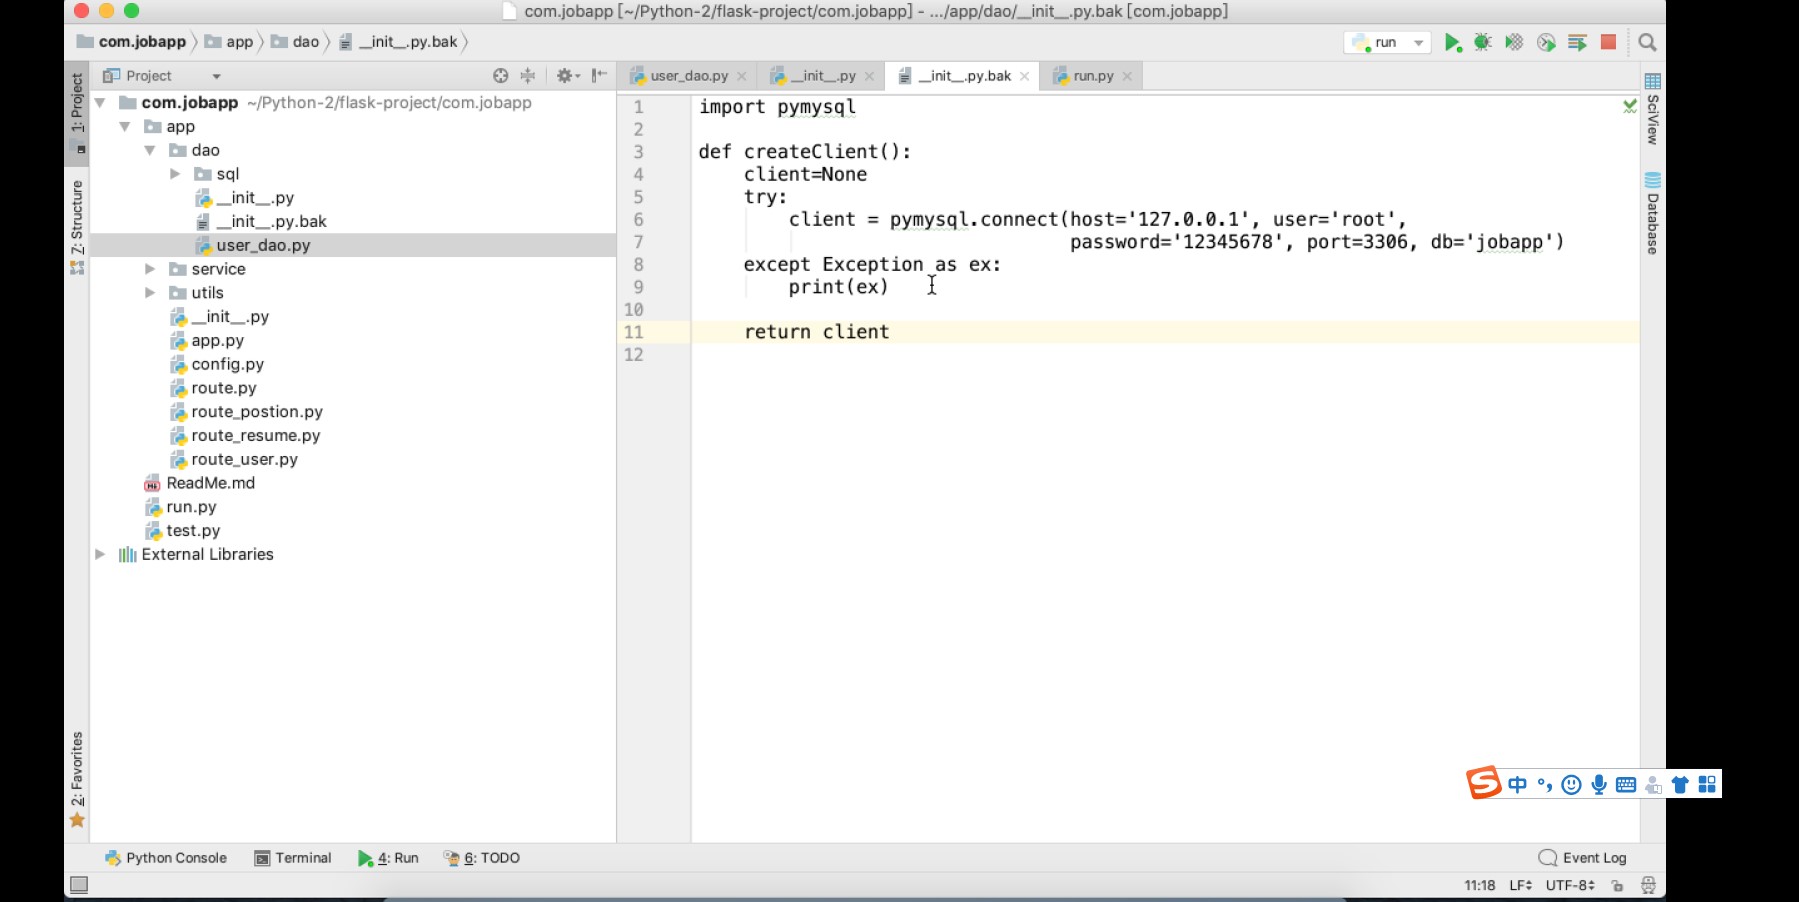 com.jobapp [~/Python-2/flask-project/com.jobapp] - .../app/dao/__init__.py.bak [com.jobapp]
com.jobapp app dao __init__.py.bak run
Project
user_dao.py __init__.py __init__.py.bak run.py
1: Project
Z: Structure
2: Favorites
com.jobapp ~/Python-2/flask-project/com.jobapp
app
dao
sql
__init__.py
__init__.py.bak
user_dao.py
service
utils
__init__.py
app.py
config.py
route.py
route_postion.py
route_resume.py
route_user.py
ReadMe.md
run.py
test.py
External Libraries
1 import pymysql
2
3 def createClient():
4 client=None
5 try:
6 client = pymysql.connect(host='127.0.0.1', user='root',
7 password='12345678', port=3306, db='jobapp')
8 except Exception as ex:
9 print(ex)
10
11 return client
12
SciView
Database
中
Python Console Terminal 4: Run 6: TODO Event Log
11:18 LF UTF-8